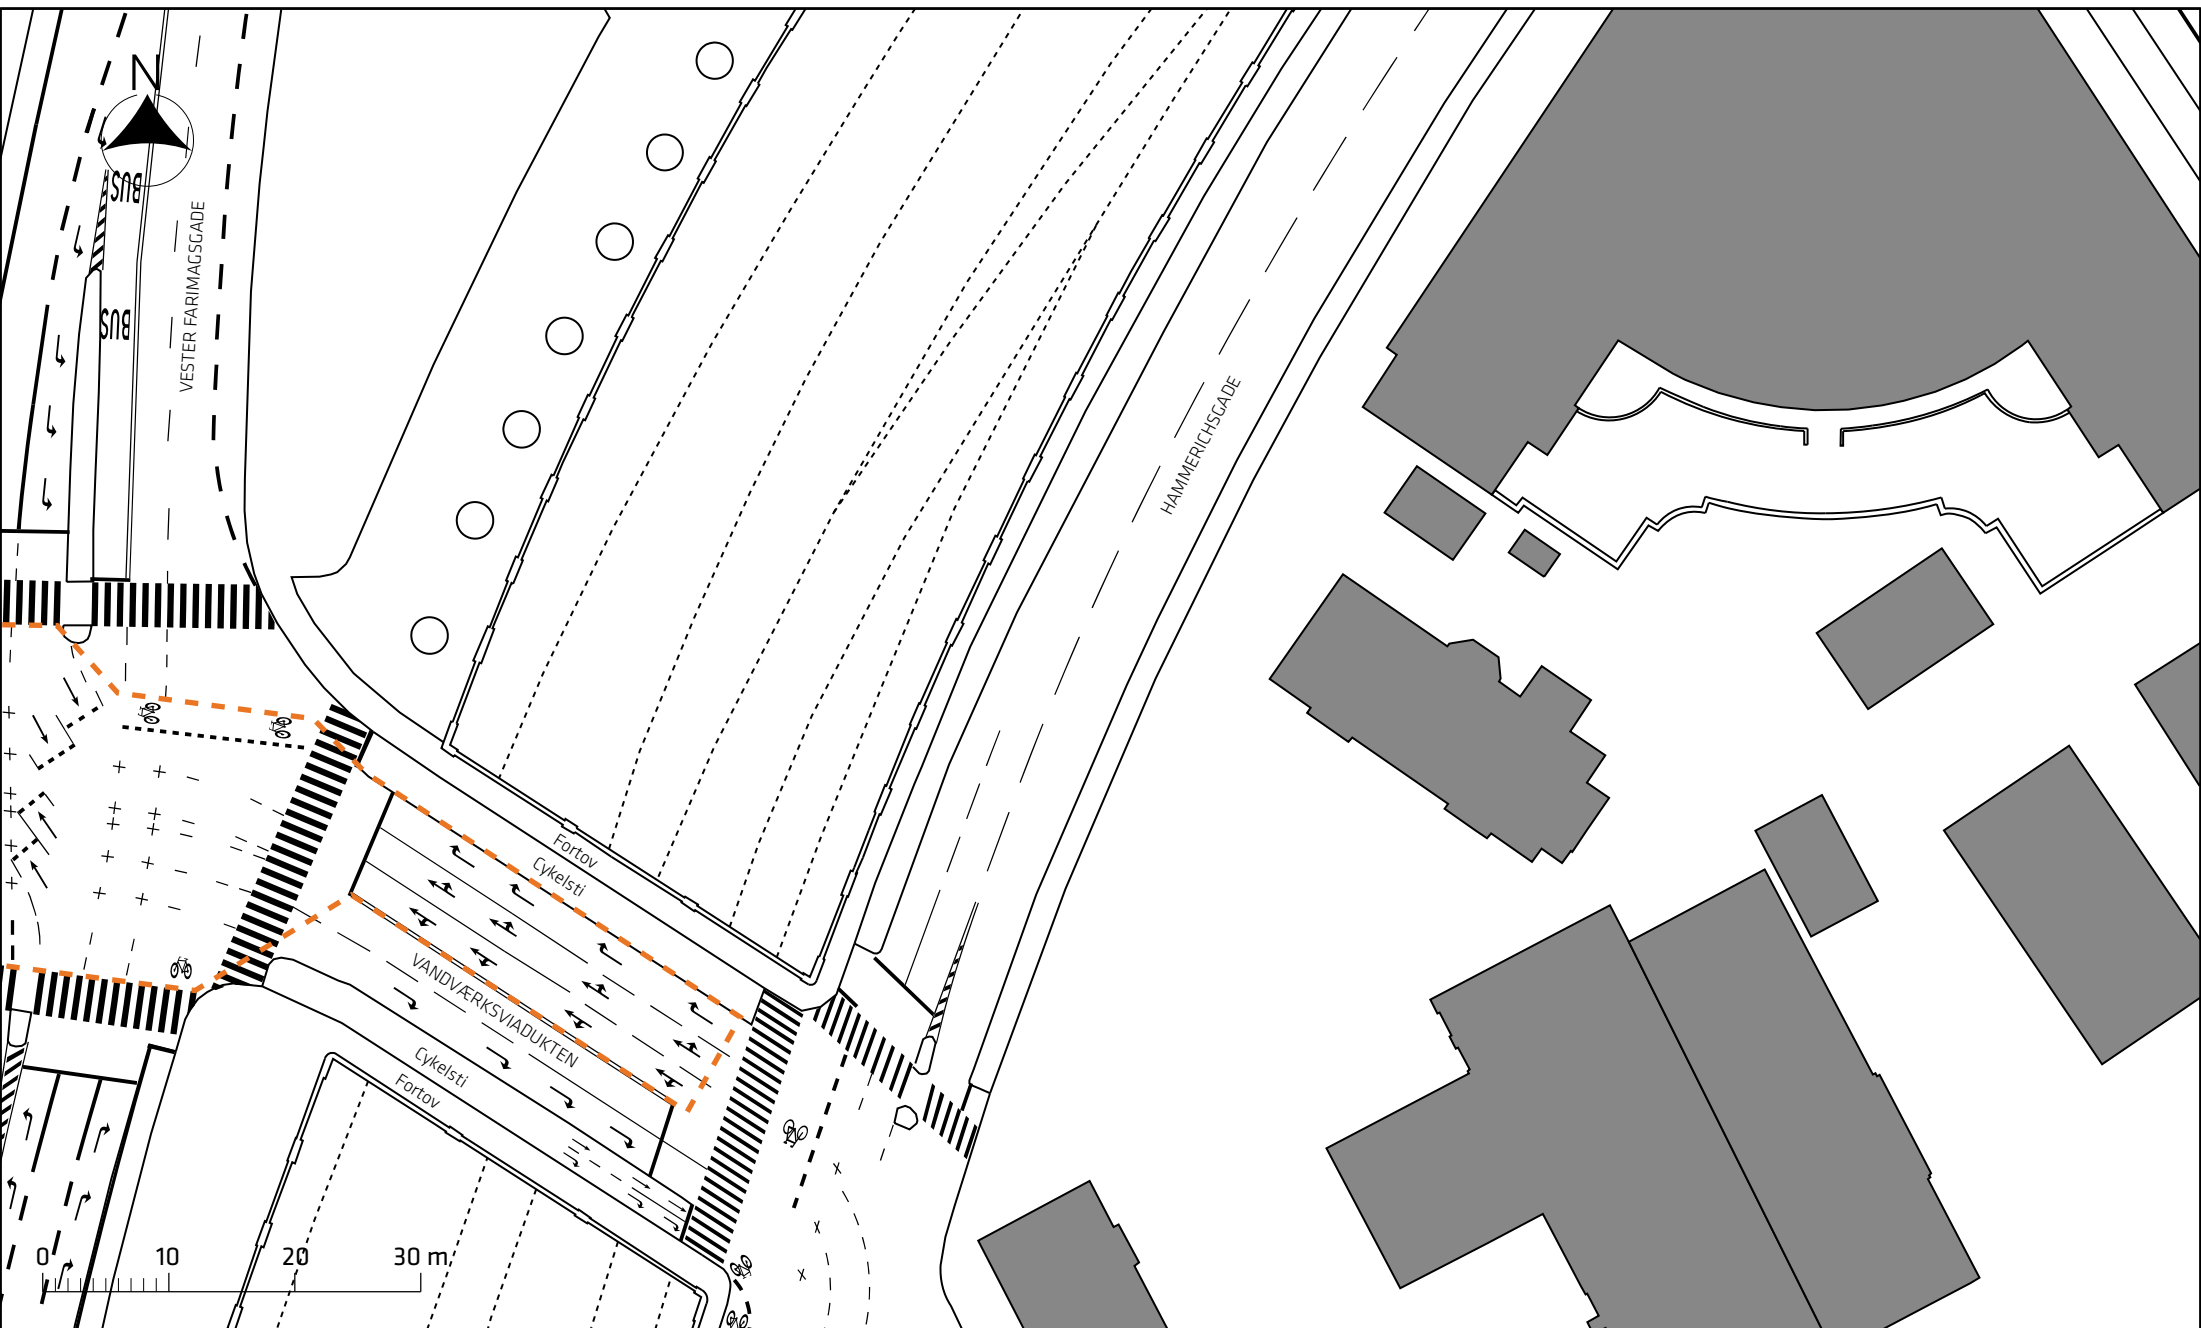 N
BUS
BUS
VESTER FARIMAGSGADE
HAMMERICHSGADE
Fortov
Cykelsti
VANDVÆRKSVIADUKTEN
Cykelsti
Fortov
0 10 20 30 m